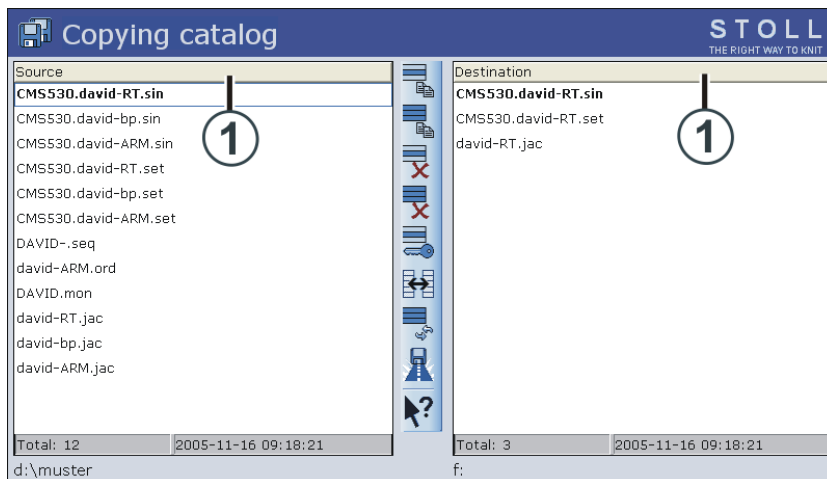 Copying catalog
STOLL
THE RIGHT WAY TO KNIT
Source
CMS530.david-RT.sin
CMS530.david-bp.sin
CMS530.david-ARM.sin
CMS530.david-RT.set
CMS530.david-bp.set
CMS530.david-ARM.set
DAVID-.seq
david-ARM.ord
DAVID.mon
david-RT.jac
david-bp.jac
david-ARM.jac
1
Total: 12
2005-11-16 09:18:21
d:\muster
?
Destination
CMS530.david-RT.sin
CMS530.david-RT.set
david-RT.jac
1
Total: 3
2005-11-16 09:18:21
f: